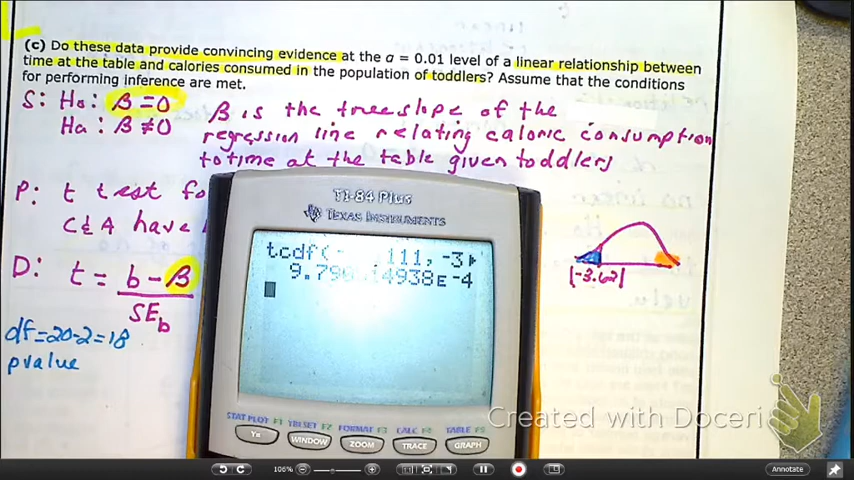 (c) Do these data provide convincing evidence at the a = 0.01 level of a linear relationship between
time at the table and calories consumed in the population of toddlers? Assume that the conditions
for performing inference are met.
S: Ho: β = 0
Ha: β ≠ 0
β is the true slope of the
regression line relating caloric consumption
to time at the table given toddlers
P: t test fo
C & A have
D: t = b - β
SEb
df = 20-2 = 18
pvalue
|-3.62|
TI-84 Plus
TEXAS INSTRUMENTS
tcdf(- 111, -3
E-4
STAT PLOT F1 TBLSET F2 FORMAT F3 CALC F4 TABLE F5
Y= WINDOW ZOOM TRACE GRAPH
Created with Doceri
106%
Annotate